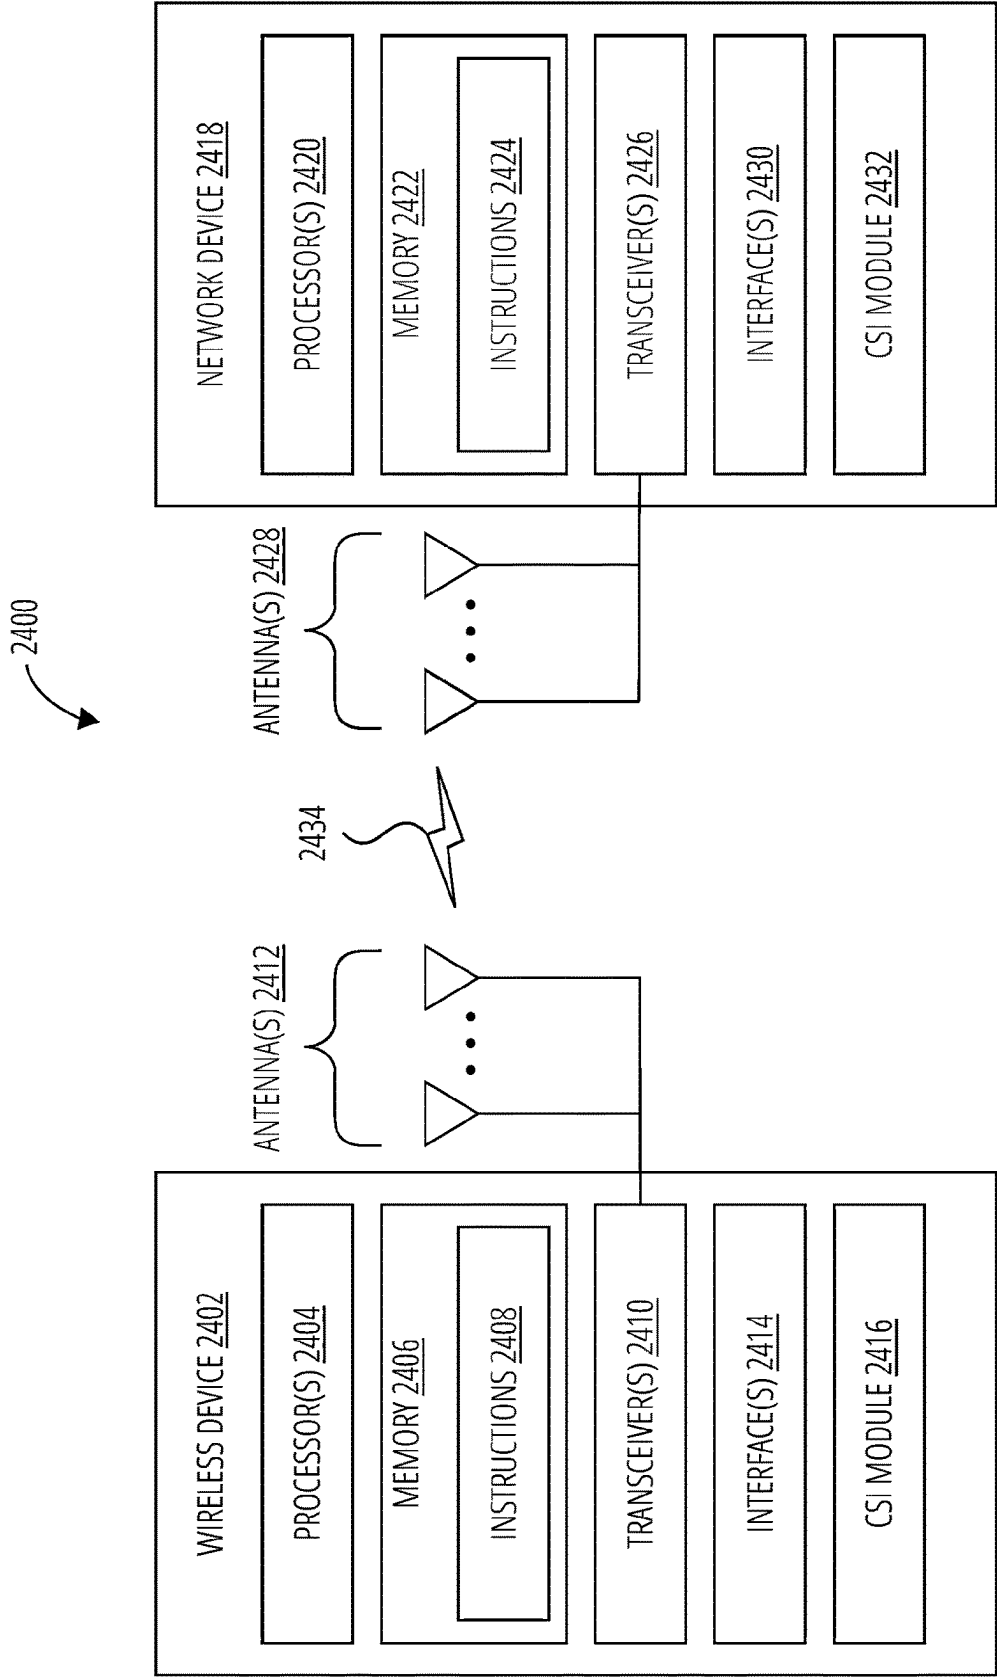 2400
WIRELESS DEVICE 2402
PROCESSOR(S) 2404
MEMORY 2406
INSTRUCTIONS 2408
TRANSCEIVER(S) 2410
INTERFACE(S) 2414
CSI MODULE 2416
ANTENNA(S) 2412
2434
ANTENNA(S) 2428
NETWORK DEVICE 2418
PROCESSOR(S) 2420
MEMORY 2422
INSTRUCTIONS 2424
TRANSCEIVER(S) 2426
INTERFACE(S) 2430
CSI MODULE 2432